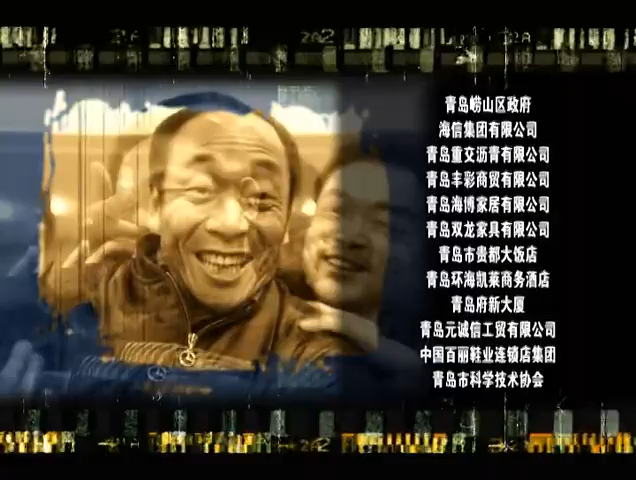 青岛崂山区政府
海信集团有限公司
青岛重交沥青有限公司
青岛丰彩商贸有限公司
青岛海博家居有限公司
青岛双龙家具有限公司
青岛市贵都大饭店
青岛环海凯莱商务酒店
青岛府新大厦
青岛元诚信工贸有限公司
中国百丽鞋业连锁店集团
青岛市科学技术协会